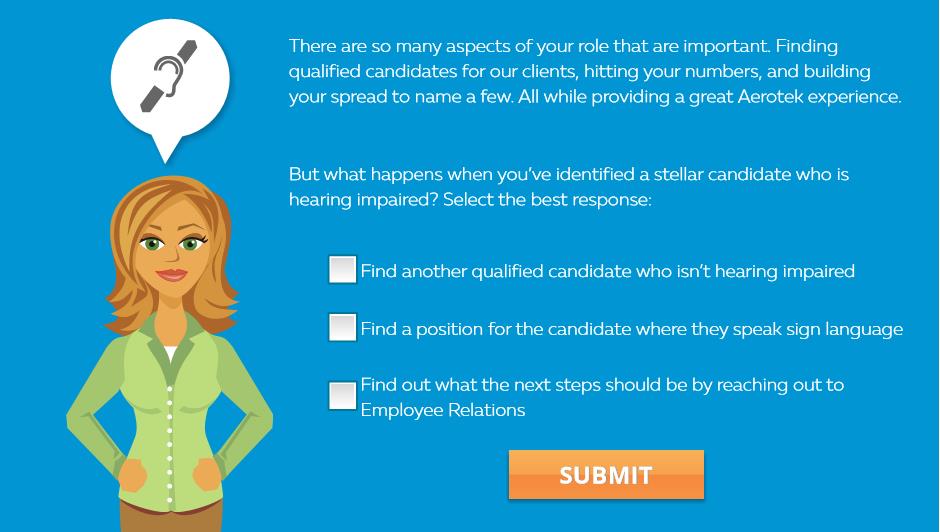 There are so many aspects of your role that are important. Finding
qualified candidates for our clients, hitting your numbers, and building
your spread to name a few. All while providing a great Aerotek experience.
But what happens when you've identified a stellar candidate who is
hearing impaired? Select the best response:
Find another qualified candidate who isn't hearing impaired
Find a position for the candidate where they speak sign language
Find out what the next steps should be by reaching out to
Employee Relations
SUBMIT